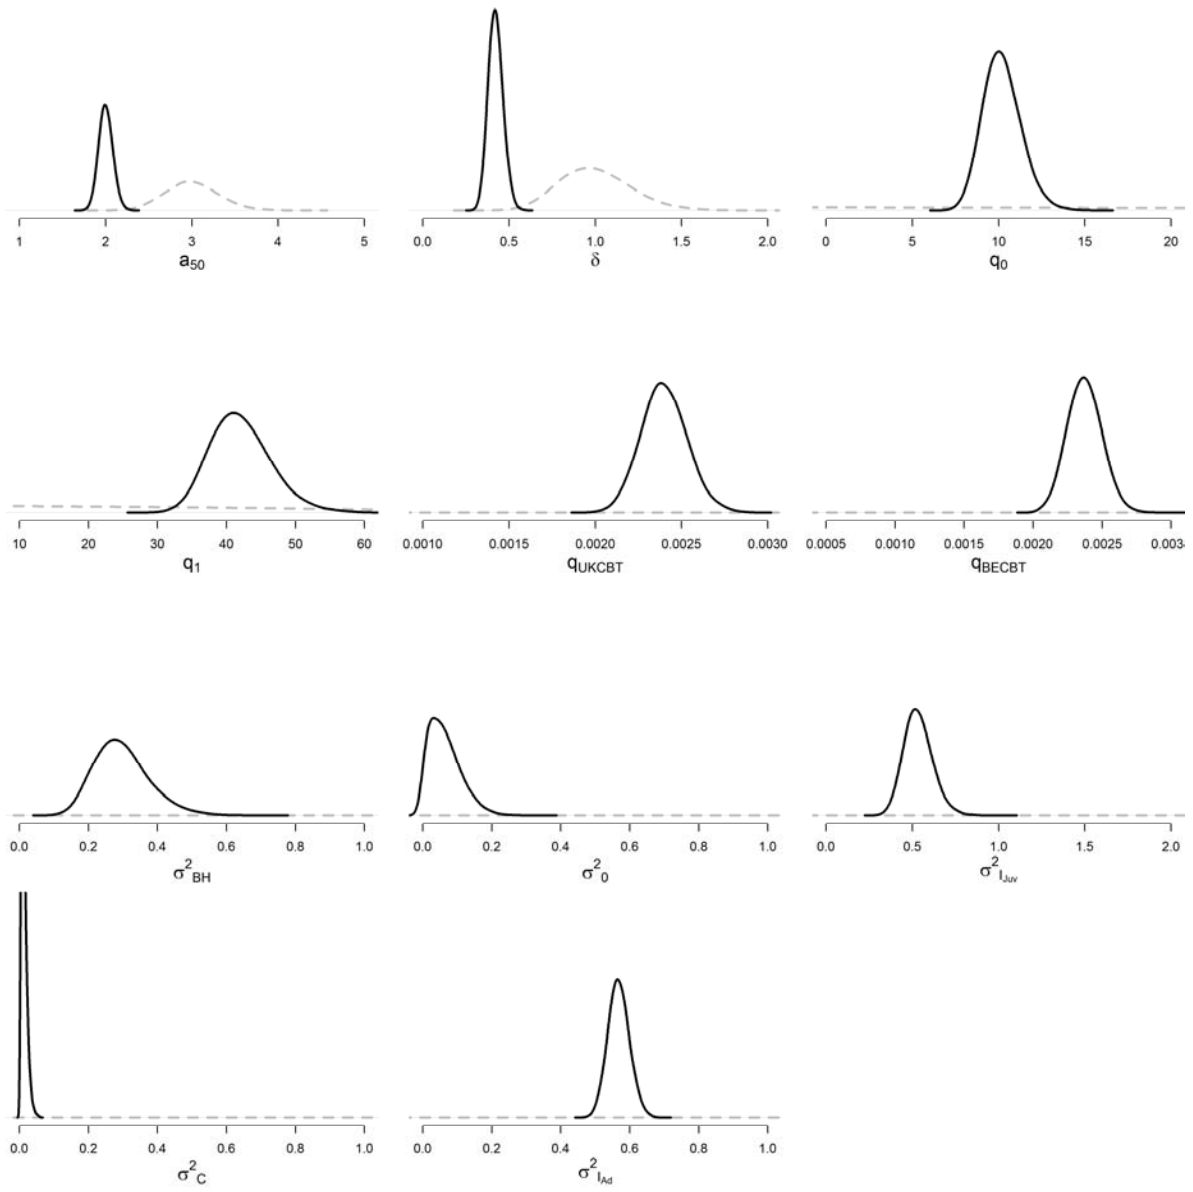 1 2 3 4 5 0.0 0.5 1.0 1.5 2.0 0 5 10 15 20
a50 δ q0
10 20 30 40 50 60 0.0010 0.0015 0.0020 0.0025 0.0030 0.0005 0.0010 0.0015 0.0020 0.0025
q1 qUKCBT qBECBT
0.0 0.2 0.4 0.6 0.8 1.0 0.0 0.2 0.4 0.6 0.8 1.0 0.0 0.5 1.0 1.5 2.0
σ²BH σ²0 σ²IJuv
0.0 0.2 0.4 0.6 0.8 1.0 0.0 0.2 0.4 0.6 0.8 1.0
σ²C σ²IAd